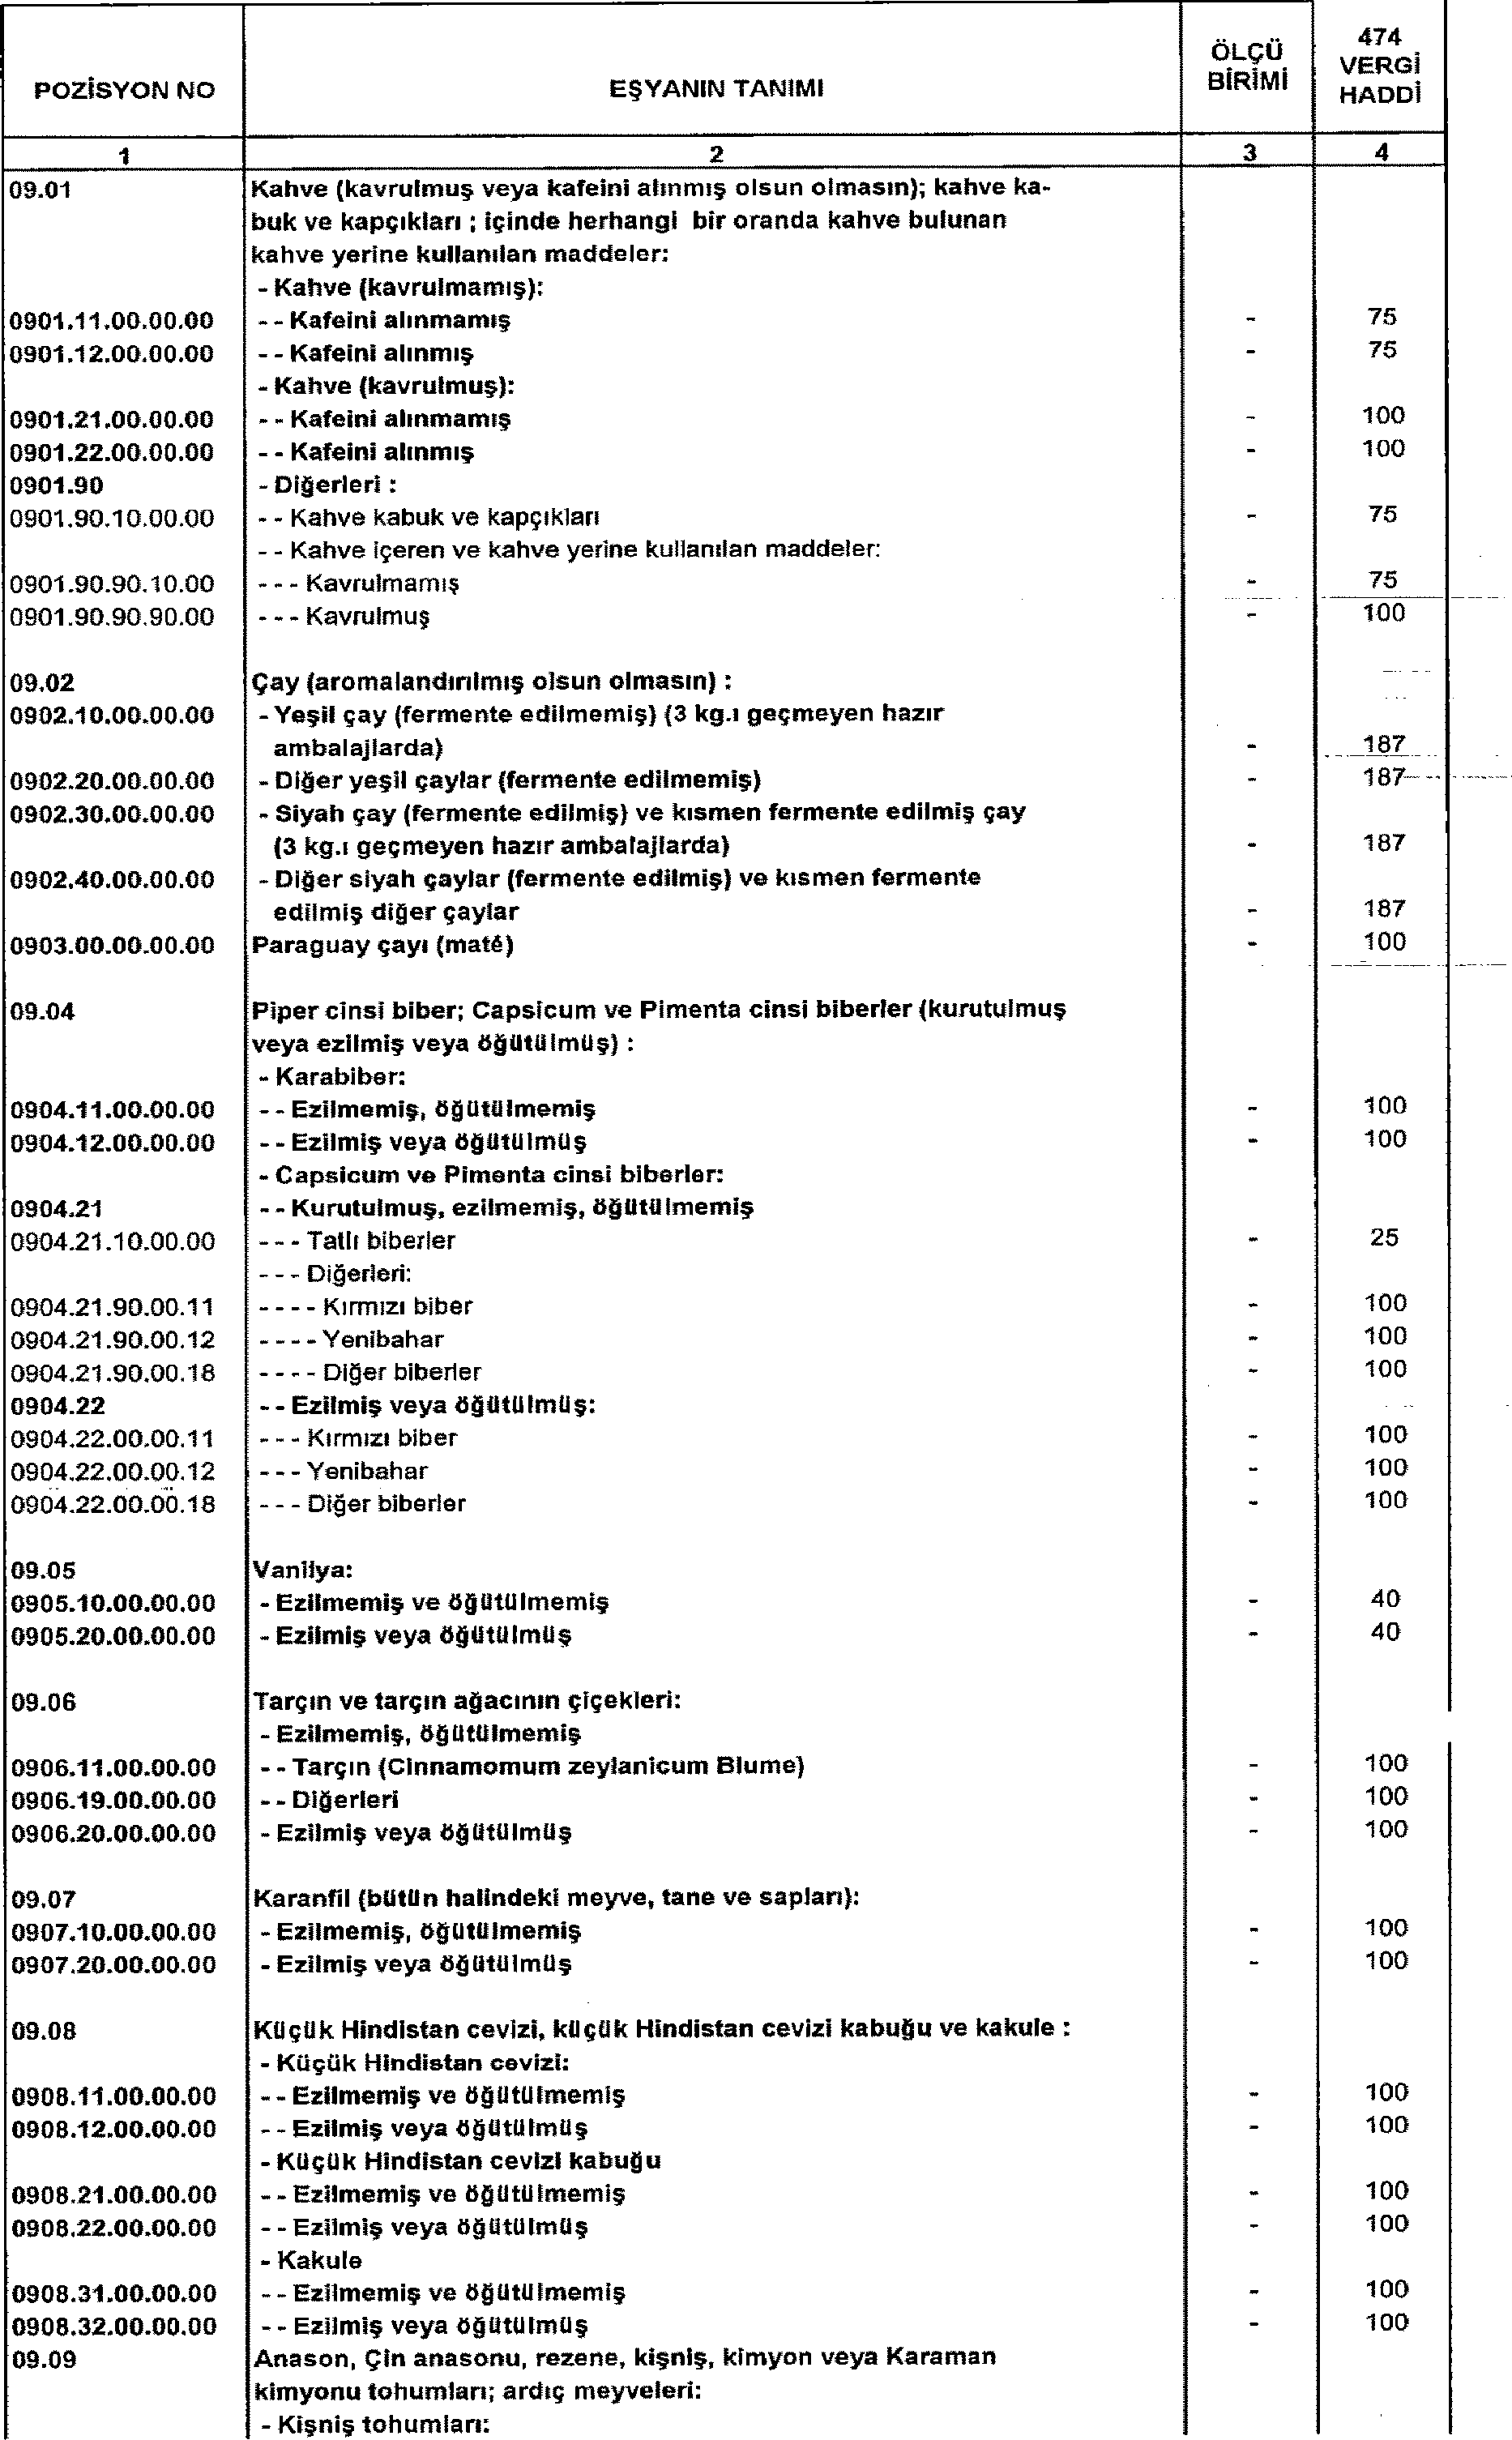 POZİSYON NO EŞYANIN TANIMI ÖLÇÜ BİRİMİ 474 VERGİ HADDİ
1 2 3 4
09.01 Kahve (kavrulmuş veya kafeini alınmış olsun olmasın); kahve ka-
buk ve kapçıkları ; içinde herhangi bir oranda kahve bulunan
kahve yerine kullanılan maddeler:
- Kahve (kavrulmamış):
0901.11.00.00.00 - - Kafeini alınmamış - 75
0901.12.00.00.00 - - Kafeini alınmış - 75
- Kahve (kavrulmuş):
0901.21.00.00.00 - - Kafeini alınmamış - 100
0901.22.00.00.00 - - Kafeini alınmış - 100
0901.90 - Diğerleri :
0901.90.10.00.00 - - Kahve kabuk ve kapçıkları - 75
- - Kahve içeren ve kahve yerine kullanılan maddeler:
0901.90.90.10.00 - - - Kavrulmamış - 75
0901.90.90.90.00 - - - Kavrulmuş - 100
09.02 Çay (aromalandırılmış olsun olmasın) :
0902.10.00.00.00 - Yeşil çay (fermente edilmemiş) (3 kg.ı geçmeyen hazır
ambalajlarda) - 187
0902.20.00.00.00 - Diğer yeşil çaylar (fermente edilmemiş) - 187
0902.30.00.00.00 - Siyah çay (fermente edilmiş) ve kısmen fermente edilmiş çay
(3 kg.ı geçmeyen hazır ambalajlarda) - 187
0902.40.00.00.00 - Diğer siyah çaylar (fermente edilmiş) ve kısmen fermente
edilmiş diğer çaylar - 187
0903.00.00.00.00 Paraguay çayı (maté) - 100
09.04 Piper cinsi biber; Capsicum ve Pimenta cinsi biberler (kurutulmuş
veya ezilmiş veya öğütülmüş) :
- Karabiber:
0904.11.00.00.00 - - Ezilmemiş, öğütülmemiş - 100
0904.12.00.00.00 - - Ezilmiş veya öğütülmüş - 100
- Capsicum ve Pimenta cinsi biberler:
0904.21 - - Kurutulmuş, ezilmemiş, öğütülmemiş
0904.21.10.00.00 - - - Tatlı biberler - 25
- - - Diğerleri:
0904.21.90.00.11 - - - - Kırmızı biber - 100
0904.21.90.00.12 - - - - Yenibahar - 100
0904.21.90.00.18 - - - - Diğer biberler - 100
0904.22 - - Ezilmiş veya öğütülmüş:
0904.22.00.00.11 - - - Kırmızı biber - 100
0904.22.00.00.12 - - - Yenibahar - 100
0904.22.00.00.18 - - - Diğer biberler - 100
09.05 Vanilya:
0905.10.00.00.00 - Ezilmemiş ve öğütülmemiş - 40
0905.20.00.00.00 - Ezilmiş veya öğütülmüş - 40
09.06 Tarçın ve tarçın ağacının çiçekleri:
- Ezilmemiş, öğütülmemiş
0906.11.00.00.00 - - Tarçın (Cinnamomum zeylanicum Blume) - 100
0906.19.00.00.00 - - Diğerleri - 100
0906.20.00.00.00 - Ezilmiş veya öğütülmüş - 100
09.07 Karanfil (bütün halindeki meyve, tane ve sapları):
0907.10.00.00.00 - Ezilmemiş, öğütülmemiş - 100
0907.20.00.00.00 - Ezilmiş veya öğütülmüş - 100
09.08 Küçük Hindistan cevizi, küçük Hindistan cevizi kabuğu ve kakule :
- Küçük Hindistan cevizi:
0908.11.00.00.00 - - Ezilmemiş ve öğütülmemiş - 100
0908.12.00.00.00 - - Ezilmiş veya öğütülmüş - 100
- Küçük Hindistan cevizi kabuğu
0908.21.00.00.00 - - Ezilmemiş ve öğütülmemiş - 100
0908.22.00.00.00 - - Ezilmiş veya öğütülmüş - 100
- Kakule
0908.31.00.00.00 - - Ezilmemiş ve öğütülmemiş - 100
0908.32.00.00.00 - - Ezilmiş veya öğütülmüş - 100
09.09 Anason, Çin anasonu, rezene, kişniş, kimyon veya Karaman
kimyonu tohumları; ardıç meyveleri:
- Kişniş tohumları: